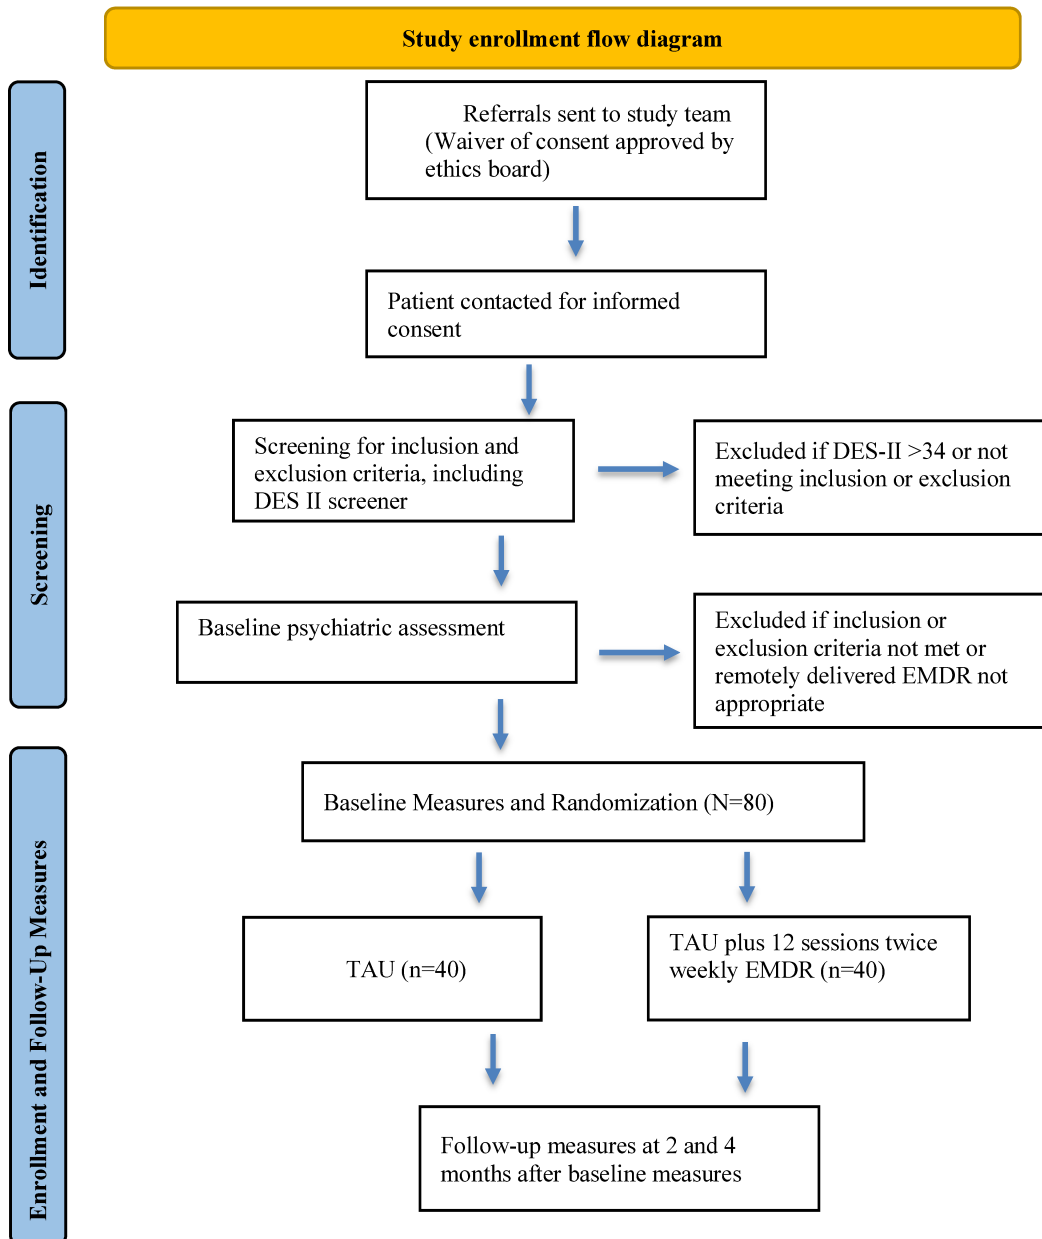 Study enrollment flow diagram
Identification
Referrals sent to study team
(Waiver of consent approved by
ethics board)
Patient contacted for informed
consent
Screening
Screening for inclusion and
exclusion criteria, including
DES II screener
Excluded if DES-II >34 or not
meeting inclusion or exclusion
criteria
Baseline psychiatric assessment
Excluded if inclusion or
exclusion criteria not met or
remotely delivered EMDR not
appropriate
Enrollment and Follow-Up Measures
Baseline Measures and Randomization (N=80)
TAU (n=40)
TAU plus 12 sessions twice
weekly EMDR (n=40)
Follow-up measures at 2 and 4
months after baseline measures